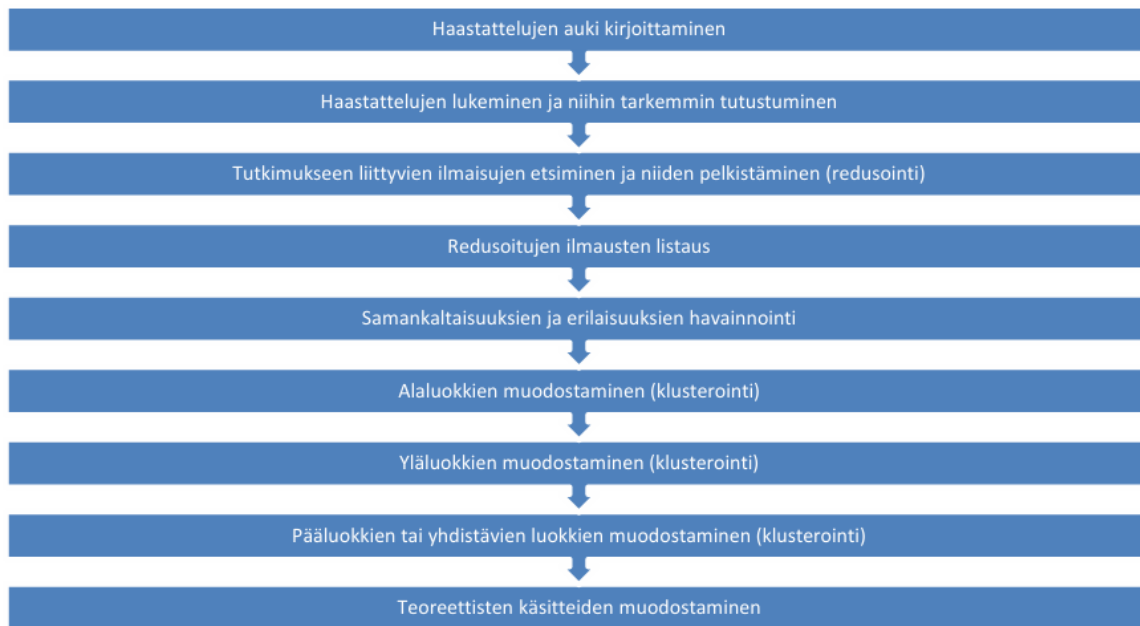 Haastattelujen auki kirjoittaminen
Haastattelujen lukeminen ja niihin tarkemmin tutustuminen
Tutkimukseen liittyvien ilmaisujen etsiminen ja niiden pelkistäminen (redusointi)
Redusoitujen ilmausten listaus
Samankaltaisuuksien ja erilaisuuksien havainnointi
Alaluokkien muodostaminen (klusterointi)
Yläluokkien muodostaminen (klusterointi)
Pääluokkien tai yhdistävien luokkien muodostaminen (klusterointi)
Teoreettisten käsitteiden muodostaminen